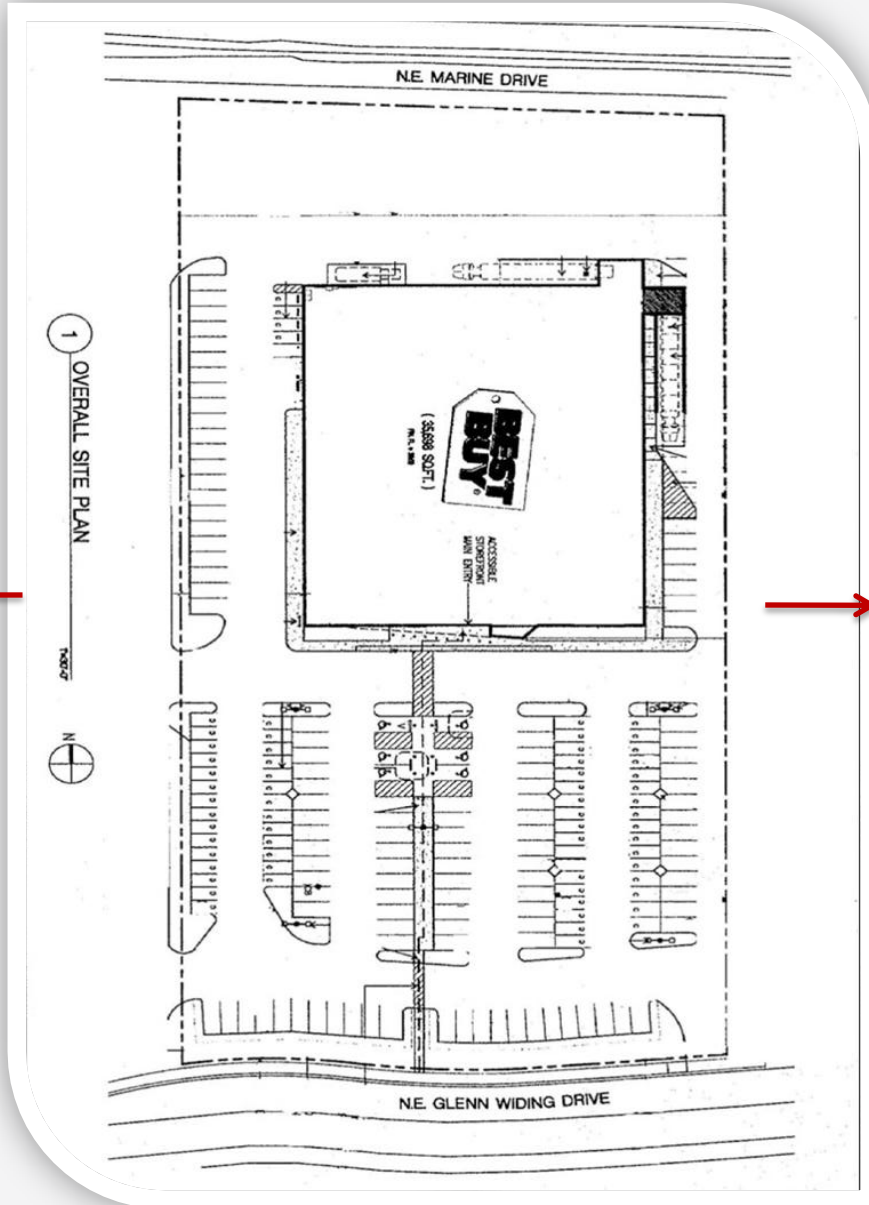 N.E. MARINE DRIVE
1
OVERALL SITE PLAN
N
BEST
BUY
( 35,698 SQ.FT. )
ACCESSIBLE
STOREFRONT
MAIN ENTRY
N.E. GLENN WIDING DRIVE